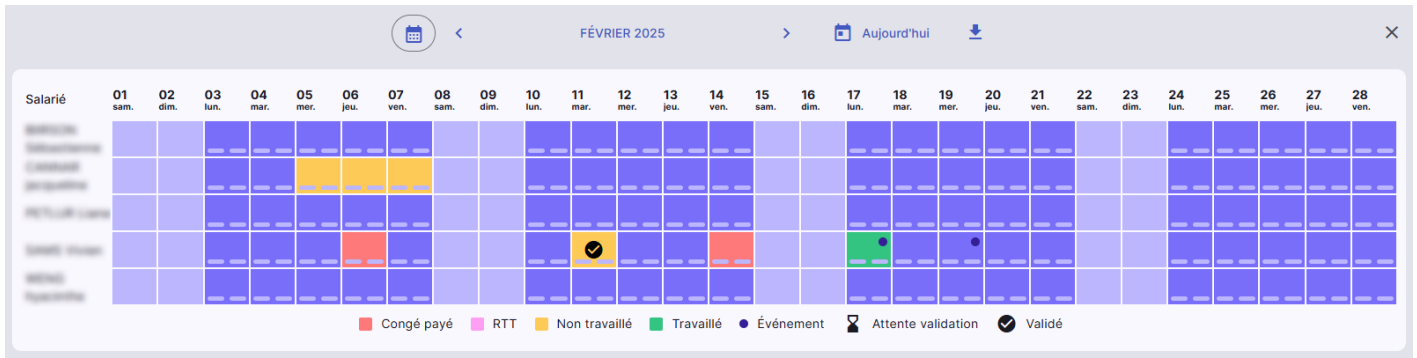 FÉVRIER 2025 Aujourd'hui
Salarié 01 02 03 04 05 06 07 08 09 10 11 12 13 14 15 16 17 18 19 20 21 22 23 24 25 26 27 28
sam. dim. lun. mar. mer. jeu. ven. sam. dim. lun. mar. mer. jeu. ven. sam. dim. lun. mar. mer. jeu. ven. sam. dim. lun. mar. mer. jeu. ven.
Congé payé RTT Non travaillé Travaillé Événement Attente validation Validé